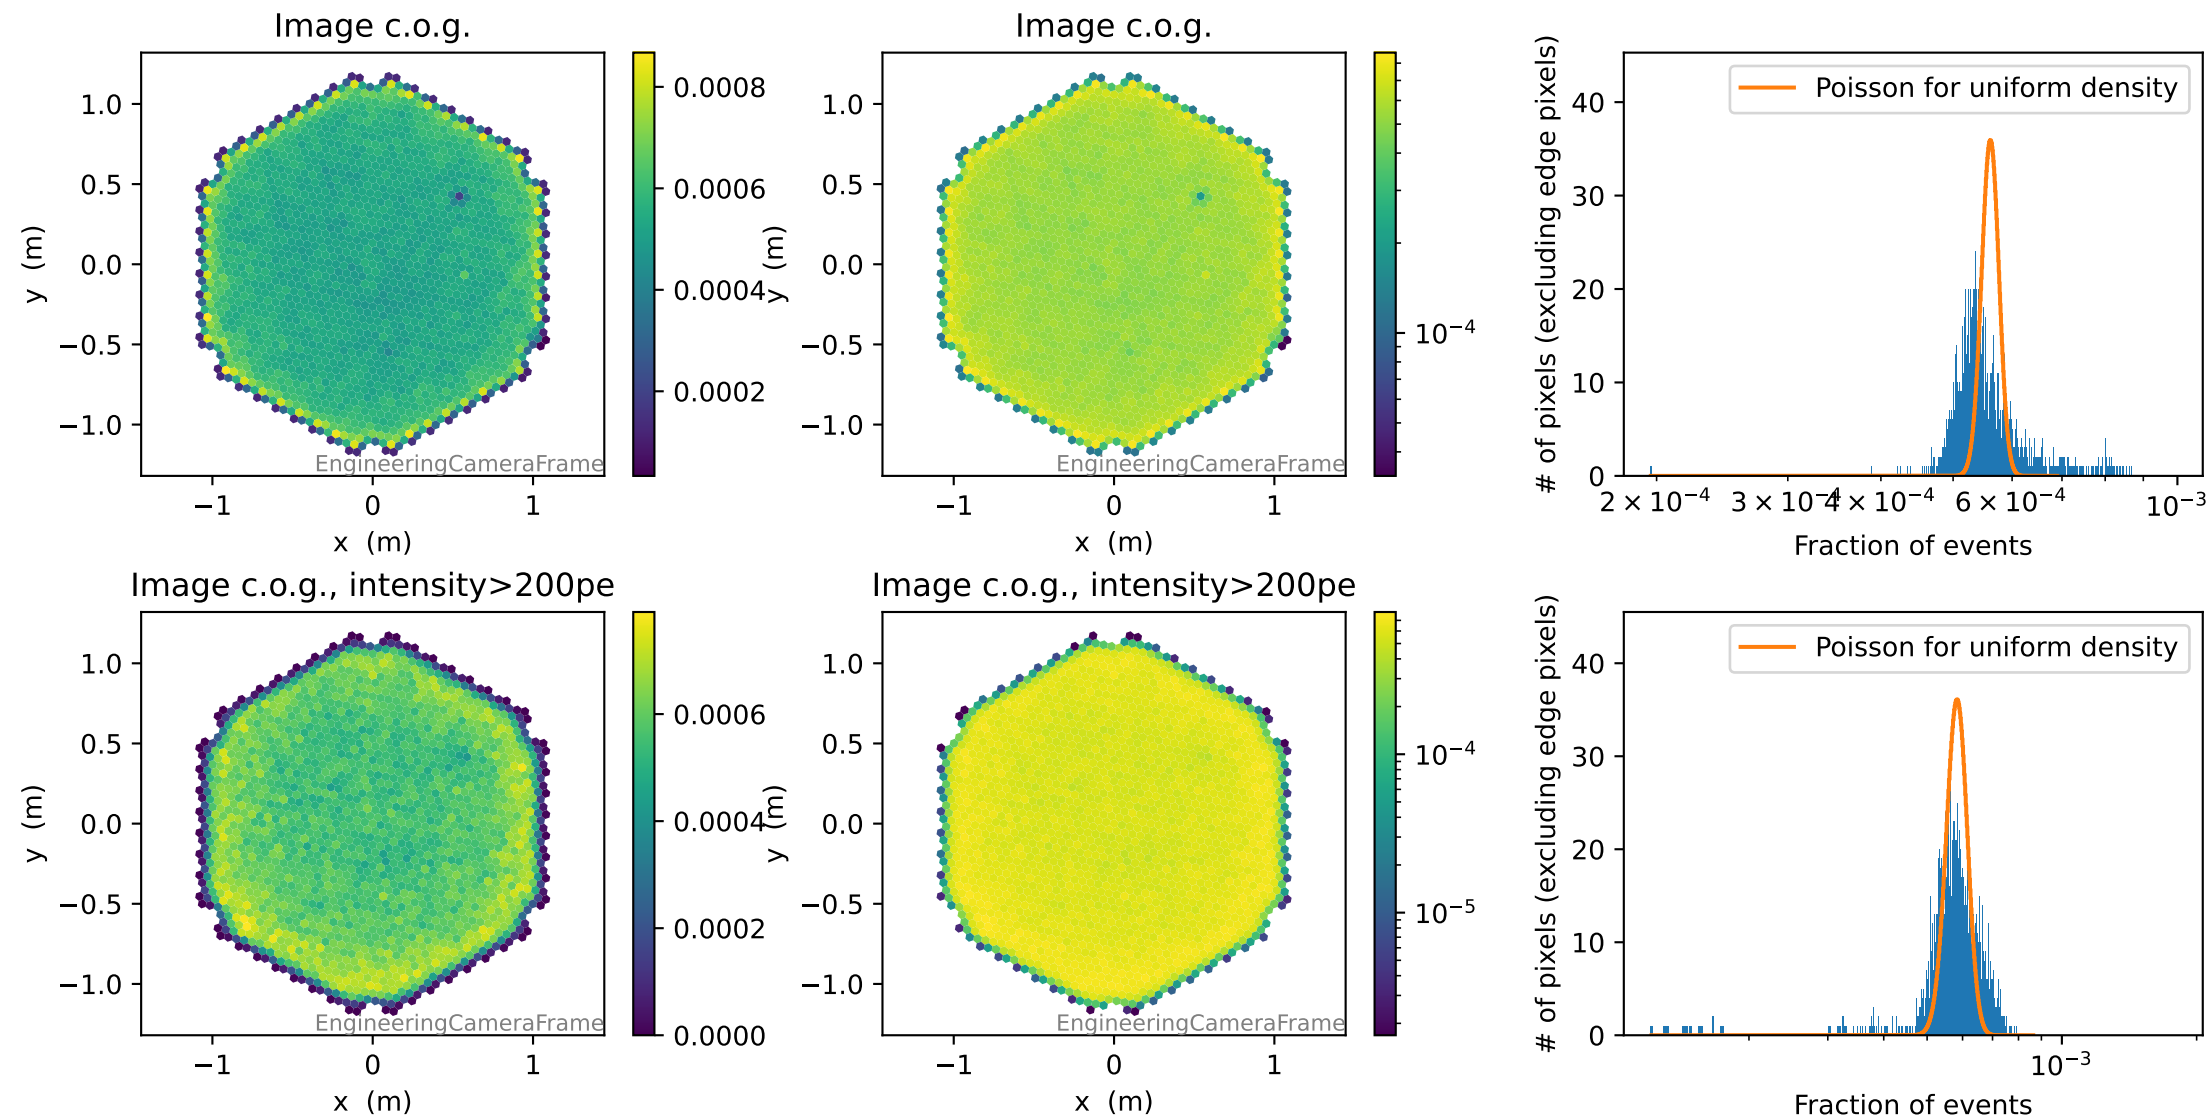 Image c.o.g.
1.0
0.5
0.0
−0.5
−1.0
y (m)
−1
0
1
x (m)
EngineeringCameraFrame
0.0008
0.0006
0.0004
0.0002
Image c.o.g.
1.0
0.5
0.0
−0.5
−1.0
y (m)
−1
0
1
x (m)
EngineeringCameraFrame
10⁻⁴
# of pixels (excluding edge pixels)
40
30
20
10
0
Poisson for uniform density
2 × 10⁻⁴
3 × 10⁻⁴
4 × 10⁻⁴
6 × 10⁻⁴
10⁻³
Fraction of events
Image c.o.g., intensity>200pe
1.0
0.5
0.0
−0.5
−1.0
y (m)
−1
0
1
x (m)
EngineeringCameraFrame
0.0006
0.0004
0.0002
0.0000
Image c.o.g., intensity>200pe
1.0
0.5
0.0
−0.5
−1.0
y (m)
−1
0
1
x (m)
EngineeringCameraFrame
10⁻⁴
10⁻⁵
# of pixels (excluding edge pixels)
40
30
20
10
0
Poisson for uniform density
10⁻³
Fraction of events